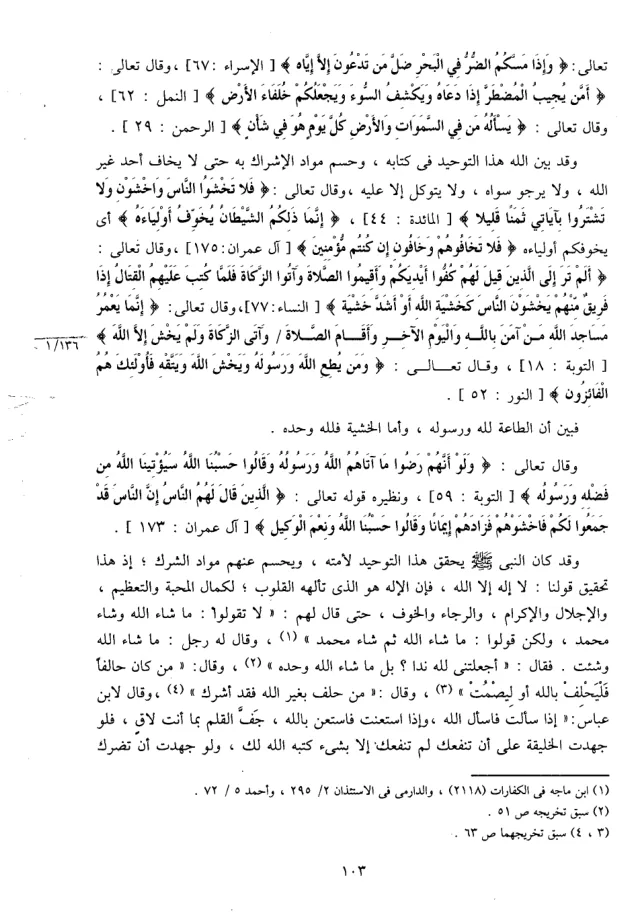 تعالى : ﴿ وَإِذَا مَسَّكُمُ الضُّرُّ فِي الْبَحْرِ ضَلَّ مَن تَدْعُونَ إِلاَّ إِيَّاهُ ﴾ [ الإسراء : ٦٧] ، وقال تعالى :
﴿ أَمَّن يُجِيبُ الْمُضْطَرَّ إِذَا دَعَاهُ وَيَكْشِفُ السُّوءَ وَيَجْعَلُكُمْ خُلَفَاءَ الأَرْضِ ﴾ [ النمل : ٦٢] ،
وقال تعالى : ﴿ يَسْأَلُهُ مَن فِي السَّمَوَاتِ وَالأَرْضِ كُلَّ يَوْمٍ هُوَ فِي شَأْنٍ ﴾ [ الرحمن : ٢٩ ] .
وقد بين الله هذا التوحيد فى كتابه ، وحسم مواد الإشراك به حتى لا يخاف أحد غير
الله ، ولا يرجو سواه ، ولا يتوكل إلا عليه ، وقال تعالى : ﴿ فَلا تَخْشَوُا النَّاسَ وَاخْشَوْنِ وَلا
تَشْتَرُوا بِآيَاتِي ثَمَنًا قَلِيلاً ﴾ [ المائدة : ٤٤] ، ﴿ إِنَّمَا ذَلِكُمُ الشَّيْطَانُ يُخَوِّفُ أَوْلِيَاءَهُ ﴾ أى
يخوفكم أولياءه ﴿ فَلا تَخَافُوهُمْ وَخَافُونِ إِن كُنتُم مُّؤْمِنِينَ ﴾ [ آل عمران : ١٧٥] ، وقال تعالى :
﴿ أَلَمْ تَرَ إِلَى الَّذِينَ قِيلَ لَهُمْ كُفُّوا أَيْدِيَكُمْ وَأَقِيمُوا الصَّلاةَ وَآتُوا الزَّكَاةَ فَلَمَّا كُتِبَ عَلَيْهِمُ الْقِتَالُ إِذَا
فَرِيقٌ مِّنْهُمْ يَخْشَوْنَ النَّاسَ كَخَشْيَةِ اللَّهِ أَوْ أَشَدَّ خَشْيَةً ﴾ [ النساء : ٧٧] ، وقال تعالى : ﴿ إِنَّمَا يَعْمُرُ
مَسَاجِدَ اللَّهِ مَنْ آمَنَ بِاللَّهِ وَالْيَوْمِ الآخِرِ وَأَقَامَ الصَّلاةَ / وَآتَى الزَّكَاةَ وَلَمْ يَخْشَ إِلاَّ اللَّهَ ﴾
١/١٣٦
[ التوبة : ١٨] ، وقال تعالى : ﴿ وَمَن يُطِعِ اللَّهَ وَرَسُولَهُ وَيَخْشَ اللَّهَ وَيَتَّقْهِ فَأُوْلَئِكَ هُمُ
الْفَائِزُونَ ﴾ [ النور : ٥٢ ] .
فبين أن الطاعة لله ورسوله ، وأما الخشية فلله وحده .
وقال تعالى : ﴿ وَلَوْ أَنَّهُمْ رَضُوا مَا آتَاهُمُ اللَّهُ وَرَسُولُهُ وَقَالُوا حَسْبُنَا اللَّهُ سَيُؤْتِينَا اللَّهُ مِن
فَضْلِهِ وَرَسُولُهُ ﴾ [ التوبة : ٥٩] ، ونظيره قوله تعالى : ﴿ الَّذِينَ قَالَ لَهُمُ النَّاسُ إِنَّ النَّاسَ قَدْ
جَمَعُوا لَكُمْ فَاخْشَوْهُمْ فَزَادَهُمْ إِيمَانًا وَقَالُوا حَسْبُنَا اللَّهُ وَنِعْمَ الْوَكِيلُ ﴾ [ آل عمران : ١٧٣ ] .
وقد كان النبى ﷺ يحقق هذا التوحيد لأمته ، ويحسم عنهم مواد الشرك ؛ إذ هذا
تحقيق قولنا : لا إله إلا الله ، فإن الإله هو الذى تألهه القلوب ؛ لكمال المحبة والتعظيم ،
والإجلال والإكرام ، والرجاء والخوف ، حتى قال لهم : « لا تقولوا : ما شاء الله وشاء
محمد ، ولكن قولوا : ما شاء الله ثم شاء محمد » (١) ، وقال له رجل : ما شاء الله
وشئت . فقال : « أجعلتنى لله ندا ؟ بل ما شاء الله وحده » (٢) ، وقال : « من كان حالفاً
فَلْيَحْلِفْ بالله أو لِيصْمُتْ » (٣) ، وقال : « من حلف بغير الله فقد أشرك » (٤) ، وقال لابن
عباس : « إذا سألت فاسأل الله ، وإذا استعنت فاستعن بالله ، جَفَّ القلم بما أنت لاقٍ ، فلو
جهدت الخليقة على أن تنفعك لم تنفعك إلا بشىء كتبه الله لك ، ولو جهدت أن تضرك
(١) ابن ماجه فى الكفارات (٢١١٨) ، والدارمى فى الاستئذان ٢/ ٢٩٥ ، وأحمد ٥ / ٧٢ .
(٢) سبق تخريجه ص ٥١ .
(٣ ، ٤) سبق تخريجهما ص ٦٣ .
١٠٣